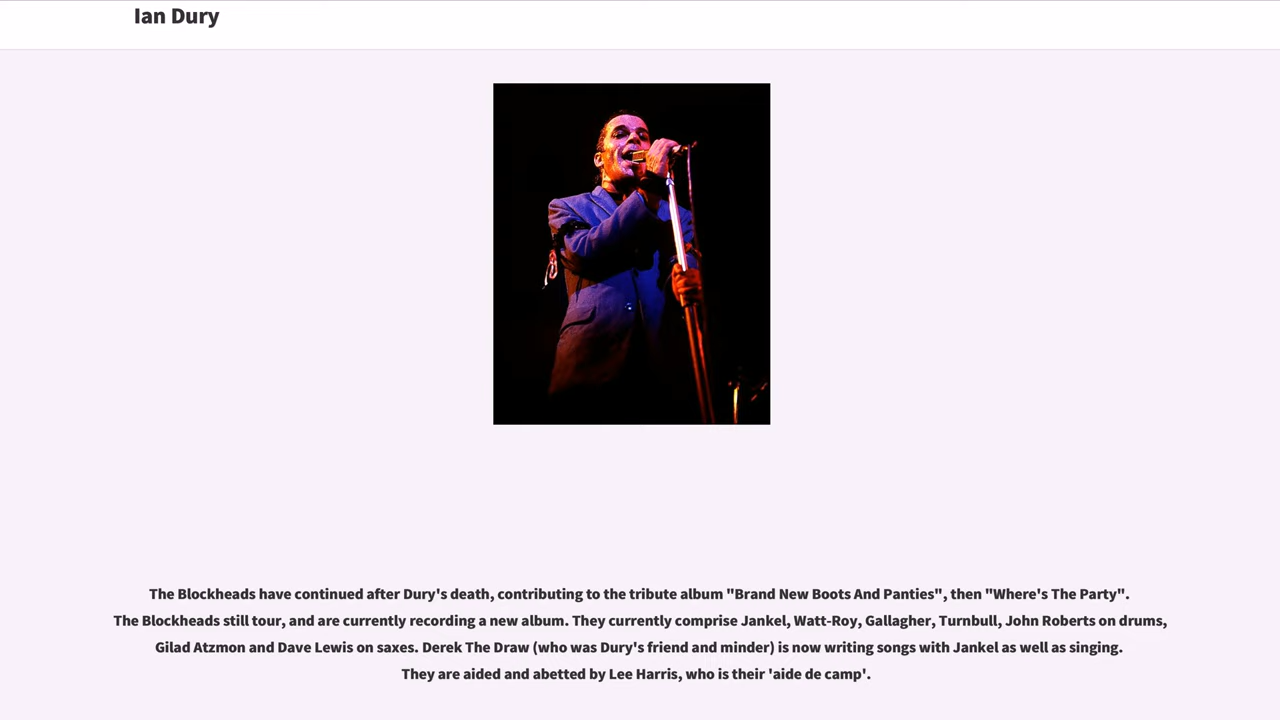 Ian Dury
The Blockheads have continued after Dury's death, contributing to the tribute album "Brand New Boots And Panties", then "Where's The Party".
The Blockheads still tour, and are currently recording a new album. They currently comprise Jankel, Watt-Roy, Gallagher, Turnbull, John Roberts on drums,
Gilad Atzmon and Dave Lewis on saxes. Derek The Draw (who was Dury's friend and minder) is now writing songs with Jankel as well as singing.
They are aided and abetted by Lee Harris, who is their 'aide de camp'.